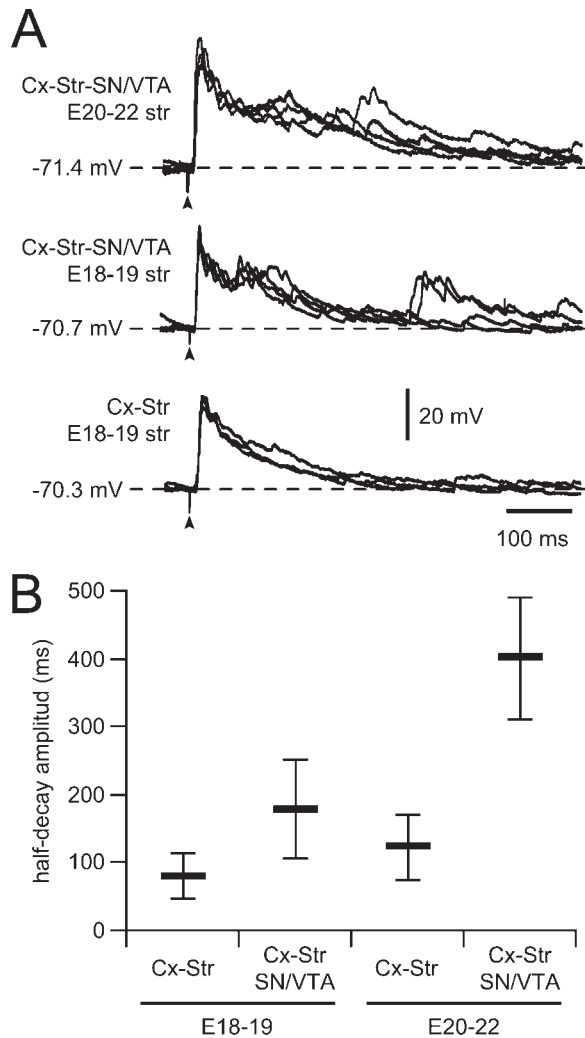 A
Cx-Str-SN/VTA
E20-22 str
-71.4 mV
Cx-Str-SN/VTA
E18-19 str
-70.7 mV
Cx-Str
E18-19 str
20 mV
-70.3 mV
100 ms
B
half-decay amplitud (ms)
500
400
300
200
100
0
Cx-Str
Cx-Str
SN/VTA
Cx-Str
Cx-Str
SN/VTA
E18-19
E20-22